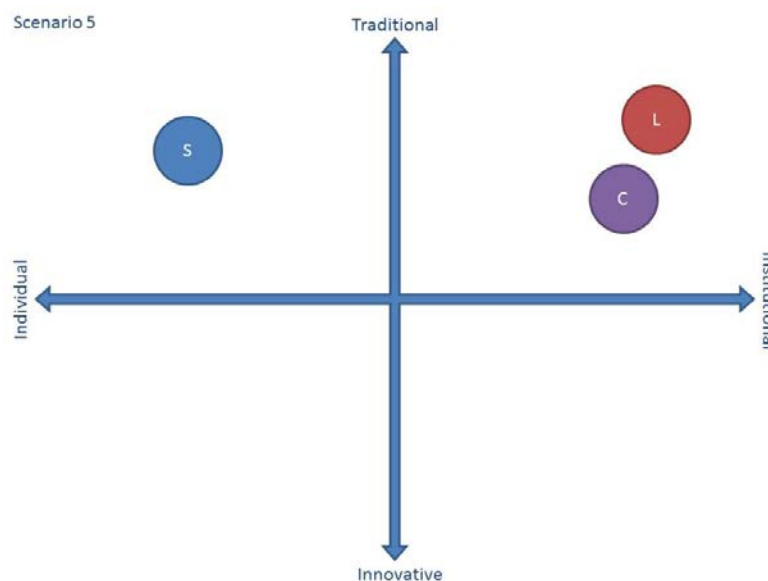 Scenario 5
Traditional
S
L
C
Individual
Institutional
Innovative